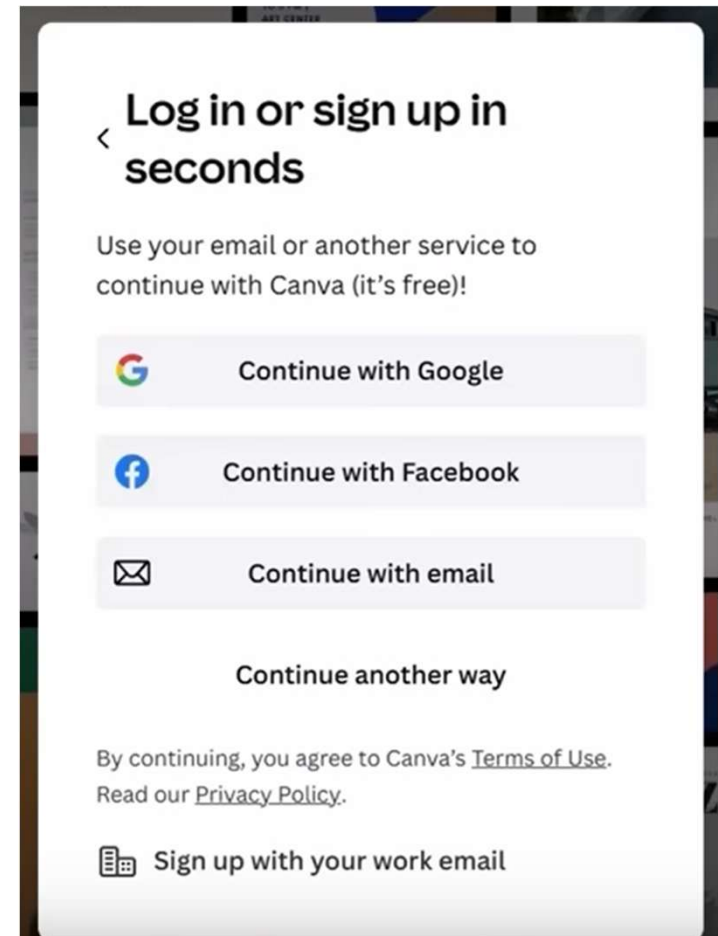 ART CENTER
Log in or sign up in
seconds
Use your email or another service to
continue with Canva (it's free)!
Continue with Google
Continue with Facebook
Continue with email
Continue another way
By continuing, you agree to Canva's Terms of Use.
Read our Privacy Policy.
Sign up with your work email